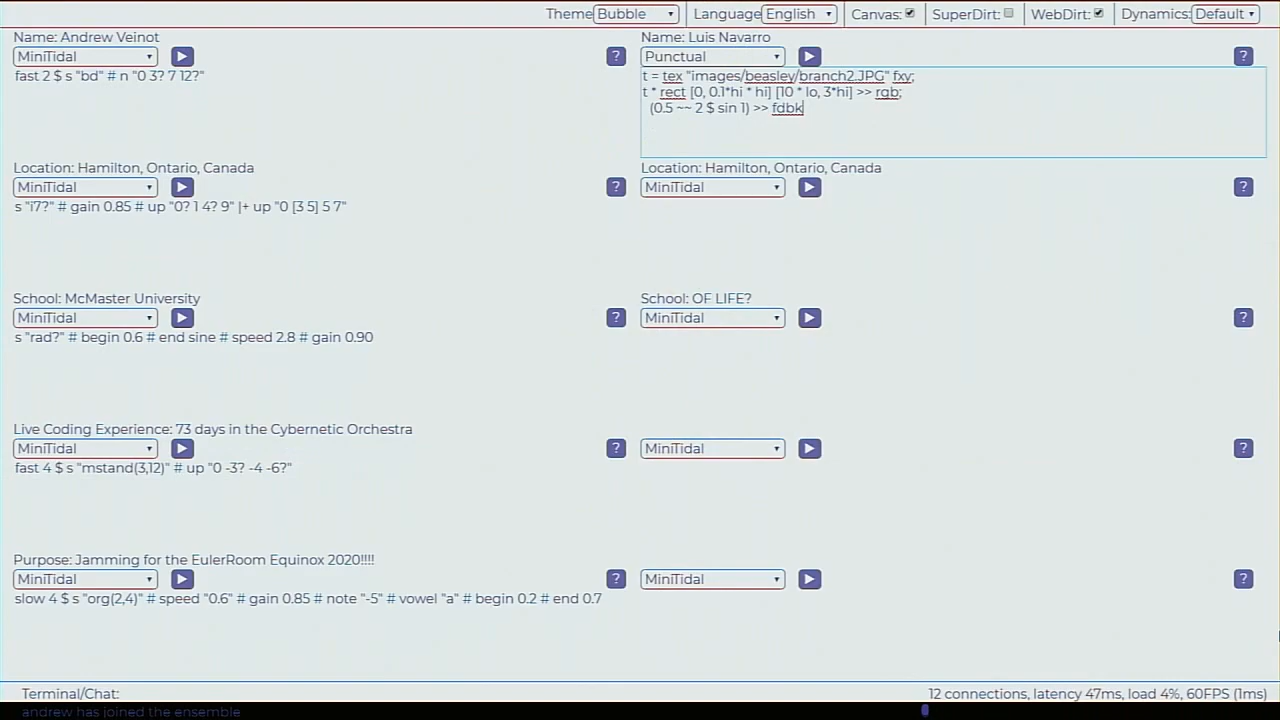 Theme Bubble Language English Canvas: SuperDirt: WebDirt: Dynamics: Default
Name: Andrew Veinot
MiniTidal
?
fast 2 $ s "bd" # n "0 3? 7 12?"
Name: Luis Navarro
Punctual
?
t = tex "images/beasley/branch2.JPG" fxy;
t * rect [0, 0.1*hi * hi] [10 * lo, 3*hi] >> rgb;
(0.5 ~~ 2 $ sin 1) >> fdbk
Location: Hamilton, Ontario, Canada
MiniTidal
?
s "i7?" # gain 0.85 # up "0? 1 4? 9" |+ up "0 [3 5] 5 7"
Location: Hamilton, Ontario, Canada
MiniTidal
?
School: McMaster University
MiniTidal
?
s "rad?" # begin 0.6 # end sine # speed 2.8 # gain 0.90
School: OF LIFE?
MiniTidal
?
Live Coding Experience: 73 days in the Cybernetic Orchestra
MiniTidal
?
fast 4 $ s "mstand(3,12)" # up "0 -3? -4 -6?"
MiniTidal
?
Purpose: Jamming for the EulerRoom Equinox 2020!!!!
MiniTidal
?
slow 4 $ s "org(2,4)" # speed "0.6" # gain 0.85 # note "-5" # vowel "a" # begin 0.2 # end 0.7
MiniTidal
?
Terminal/Chat:
12 connections, latency 47ms, load 4%, 60FPS (1ms)
andrew has joined the ensemble